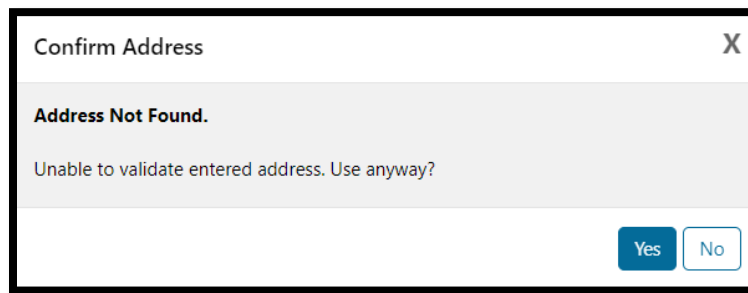 Confirm Address X
Address Not Found.
Unable to validate entered address. Use anyway?
Yes No